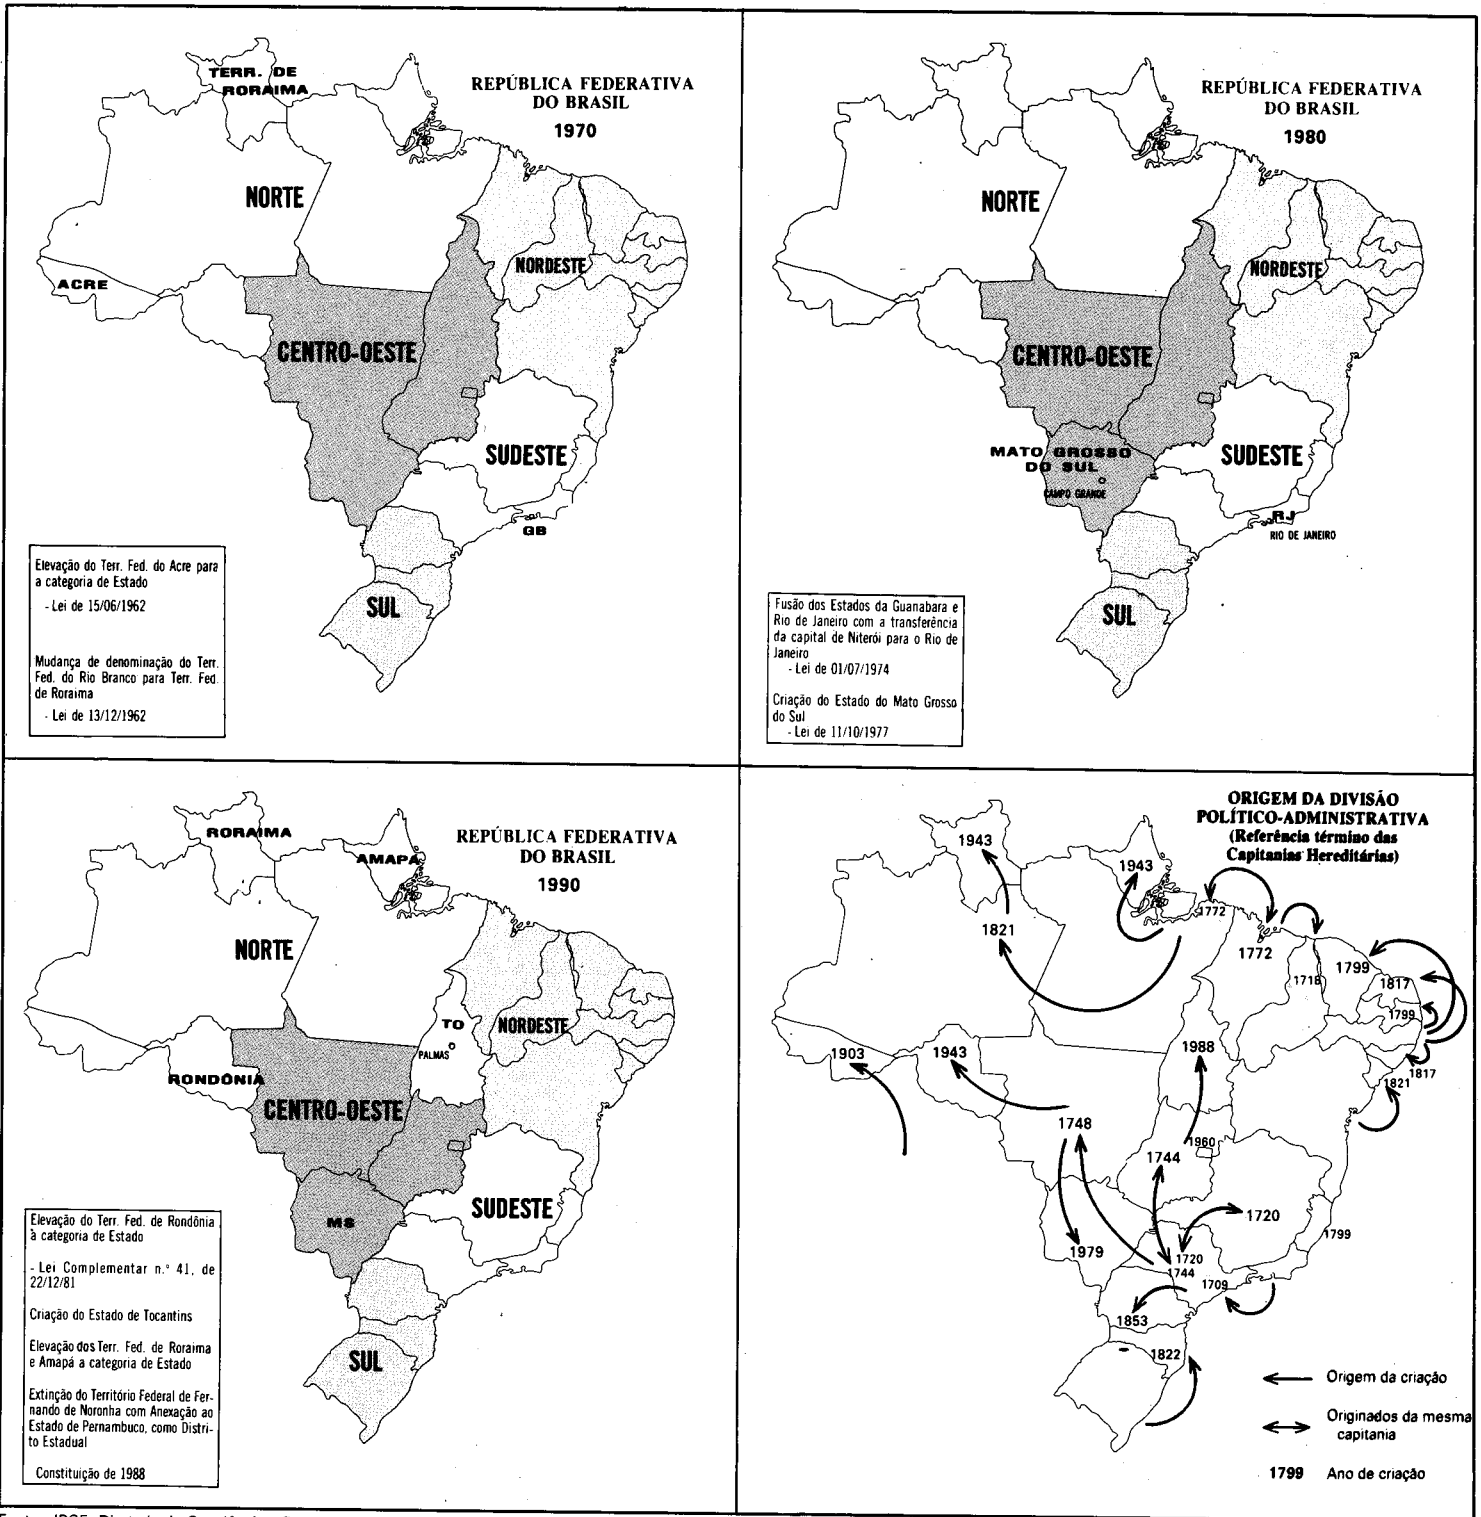 TERR. DE
RORAIMA
REPÚBLICA FEDERATIVA
DO BRASIL
1970
NORTE
NORDESTE
ACRE
CENTRO-OESTE
SUDESTE
GB
SUL
Elevação do Terr. Fed. do Acre para
a categoria de Estado
- Lei de 15/06/1962
Mudança de denominação do Terr.
Fed. do Rio Branco para Terr. Fed.
de Roraima
- Lei de 13/12/1962
REPÚBLICA FEDERATIVA
DO BRASIL
1980
NORTE
NORDESTE
CENTRO-OESTE
MATO GROSSO
DO SUL
CAMPO GRANDE
SUDESTE
RJ
RIO DE JANEIRO
SUL
Fusão dos Estados da Guanabara e
Rio de Janeiro com a transferência
da capital de Niterói para o Rio de
Janeiro
- Lei de 01/07/1974
Criação do Estado do Mato Grosso
do Sul
- Lei de 11/10/1977
RORAIMA
AMAPÁ
REPÚBLICA FEDERATIVA
DO BRASIL
1990
NORTE
TO
PALMAS
NORDESTE
RONDÔNIA
CENTRO-OESTE
MS
SUDESTE
SUL
Elevação do Terr. Fed. de Rondônia
à categoria de Estado
- Lei Complementar n.º 41, de
22/12/81
Criação do Estado de Tocantins
Elevação dos Terr. Fed. de Roraima
e Amapá a categoria de Estado
Extinção do Território Federal de Fer-
nando de Noronha com Anexação ao
Estado de Pernambuco, como Distri-
to Estadual
Constituição de 1988
ORIGEM DA DIVISÃO
POLÍTICO-ADMINISTRATIVA
(Referência término das
Capitanias Hereditárias)
1943
1943
1772
1821
1772
1718
1799
1817
1799
1903
1943
1988
1817
1821
1748
1960
1744
1720
1799
1979
1720
1744
1709
1853
1822
Origem da criação
Originados da mesma
capitania
1799 Ano de criação